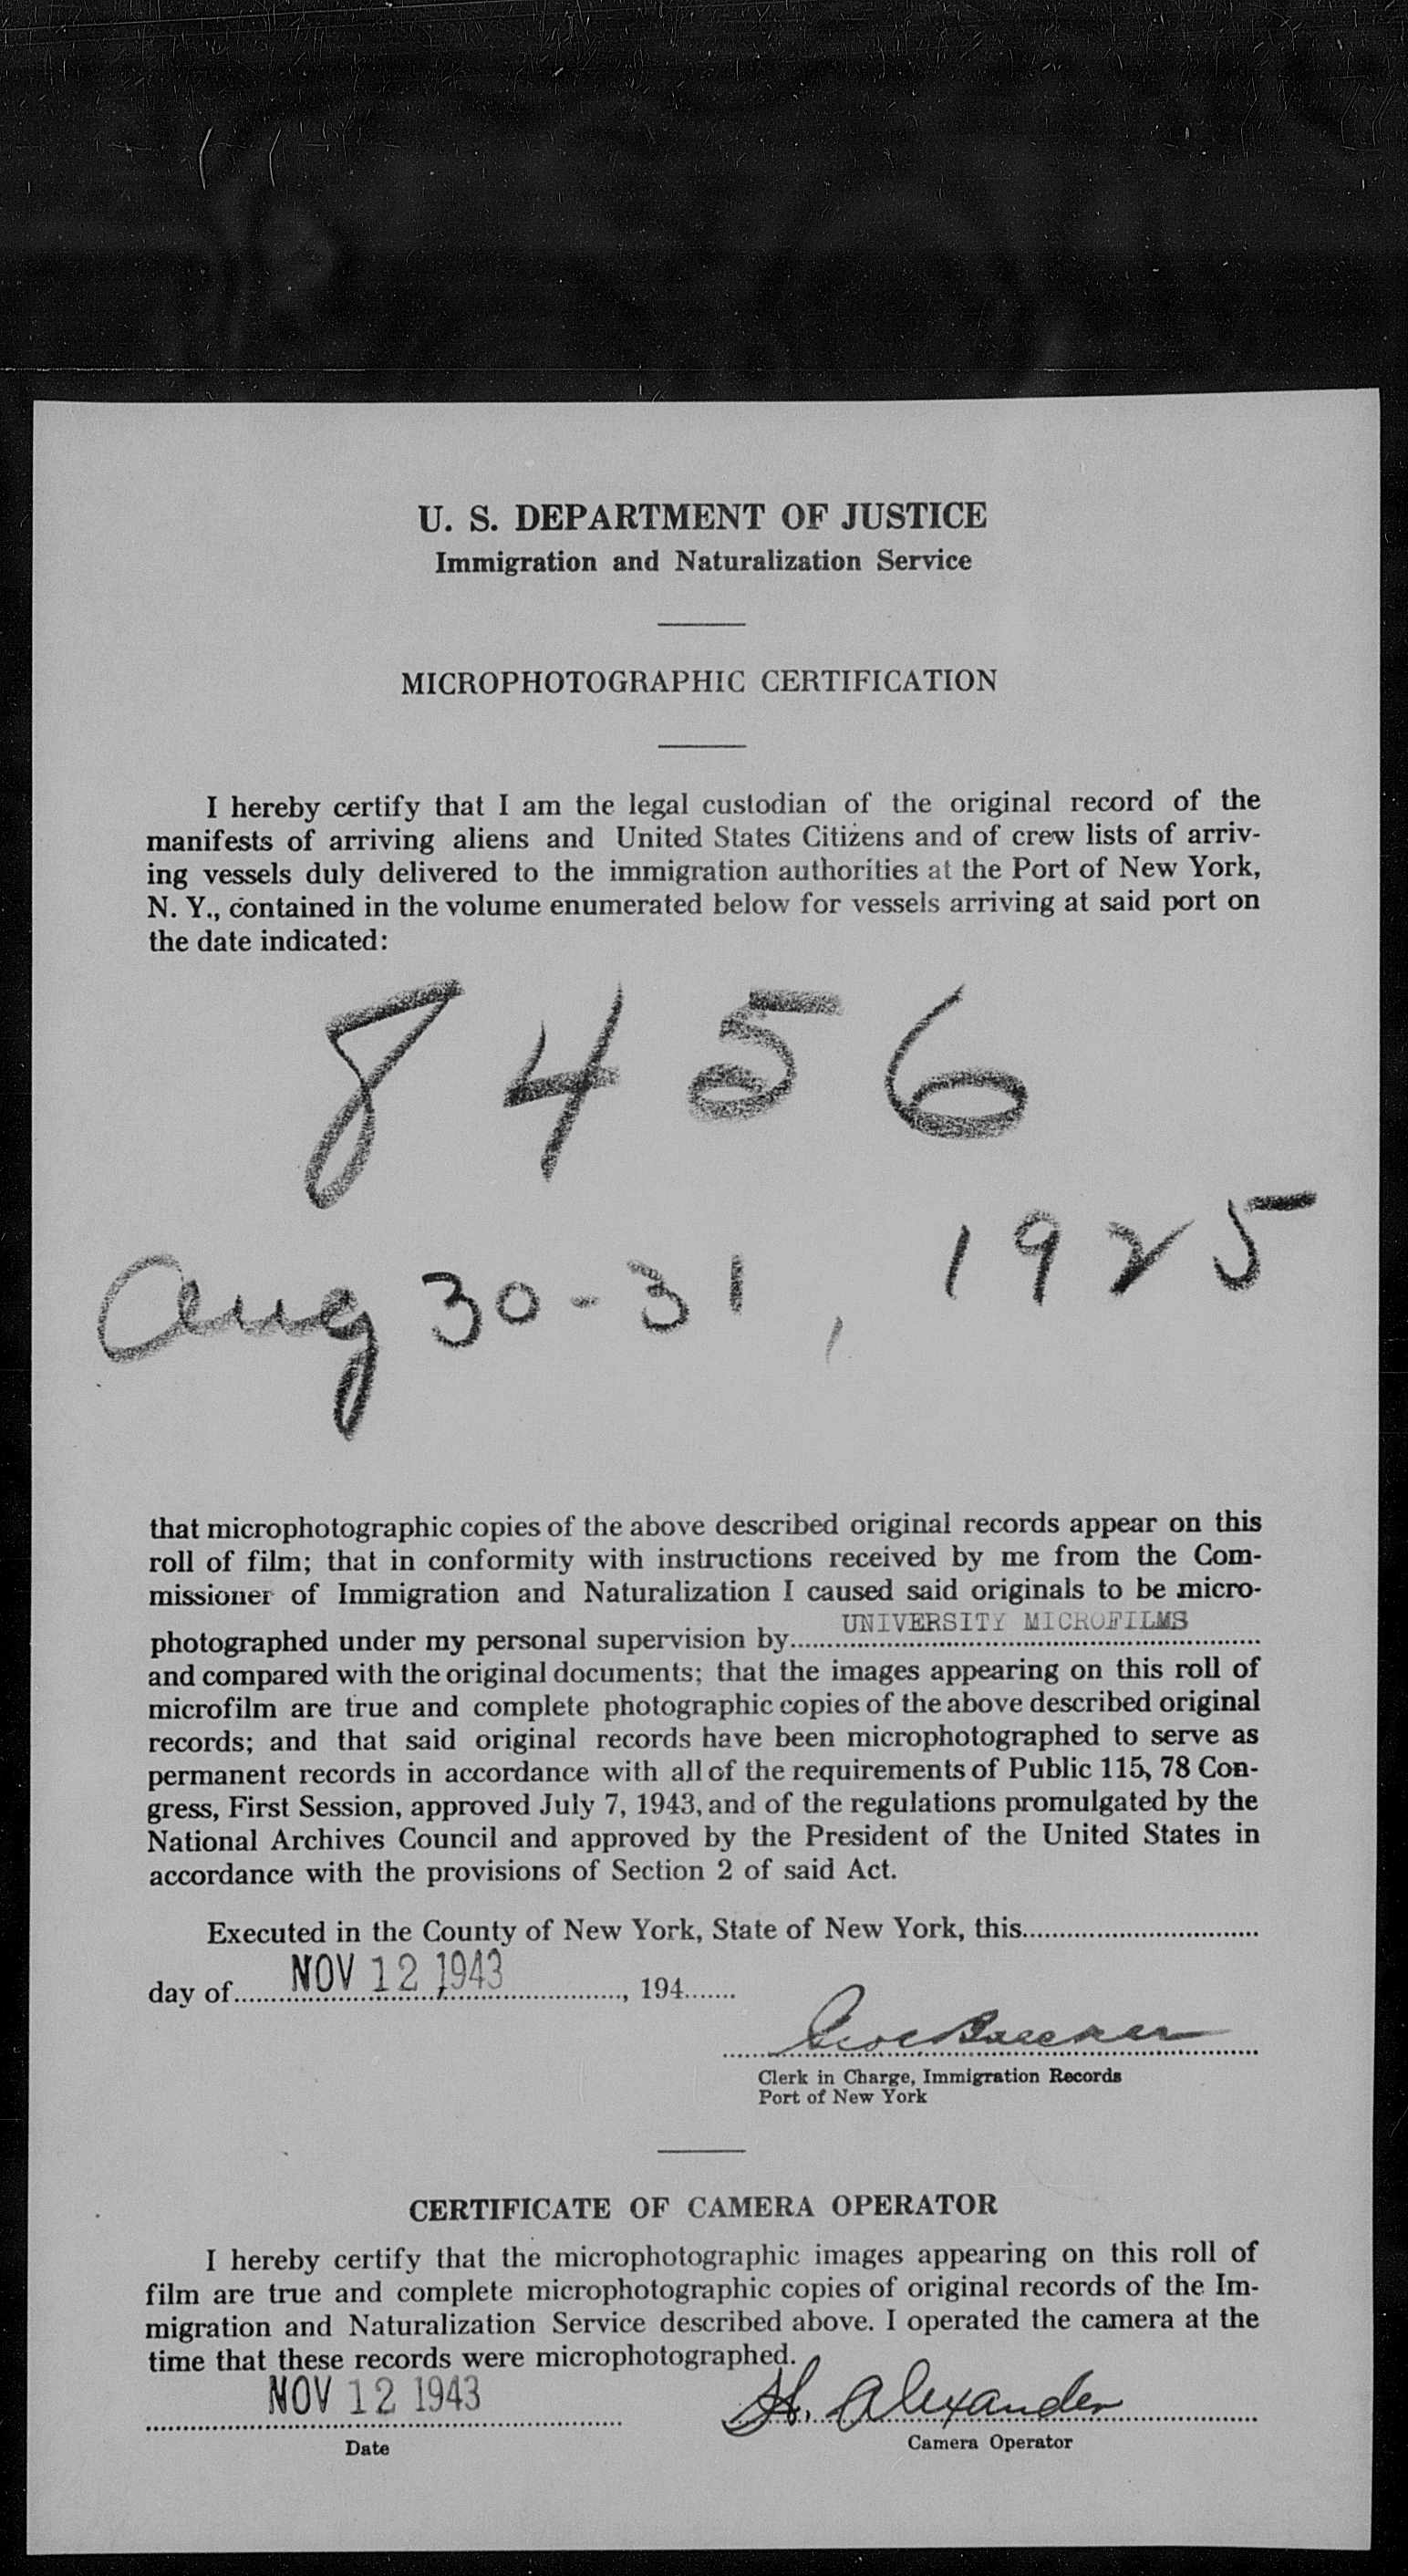 U. S. DEPARTMENT OF JUSTICE
Immigration and Naturalization Service
MICROPHOTOGRAPHIC CERTIFICATION
I hereby certify that I am the legal custodian of the original record of the
manifests of arriving aliens and United States Citizens and of crew lists of arriv-
ing vessels duly delivered to the immigration authorities at the Port of New York,
N. Y., contained in the volume enumerated below for vessels arriving at said port on
the date indicated:
8456
Aug 30-31, 1925
that microphotographic copies of the above described original records appear on this
roll of film; that in conformity with instructions received by me from the Com-
missioner of Immigration and Naturalization I caused said originals to be micro-
photographed under my personal supervision by UNIVERSITY MICROFILMS
and compared with the original documents; that the images appearing on this roll of
microfilm are true and complete photographic copies of the above described original
records; and that said original records have been microphotographed to serve as
permanent records in accordance with all of the requirements of Public 115, 78 Con-
gress, First Session, approved July 7, 1943, and of the regulations promulgated by the
National Archives Council and approved by the President of the United States in
accordance with the provisions of Section 2 of said Act.
Executed in the County of New York, State of New York, this
day of NOV 12 1943, 194
Clerk in Charge, Immigration Records
Port of New York
CERTIFICATE OF CAMERA OPERATOR
I hereby certify that the microphotographic images appearing on this roll of
film are true and complete microphotographic copies of original records of the Im-
migration and Naturalization Service described above. I operated the camera at the
time that these records were microphotographed.
NOV 12 1943 H. Alexander
Date Camera Operator